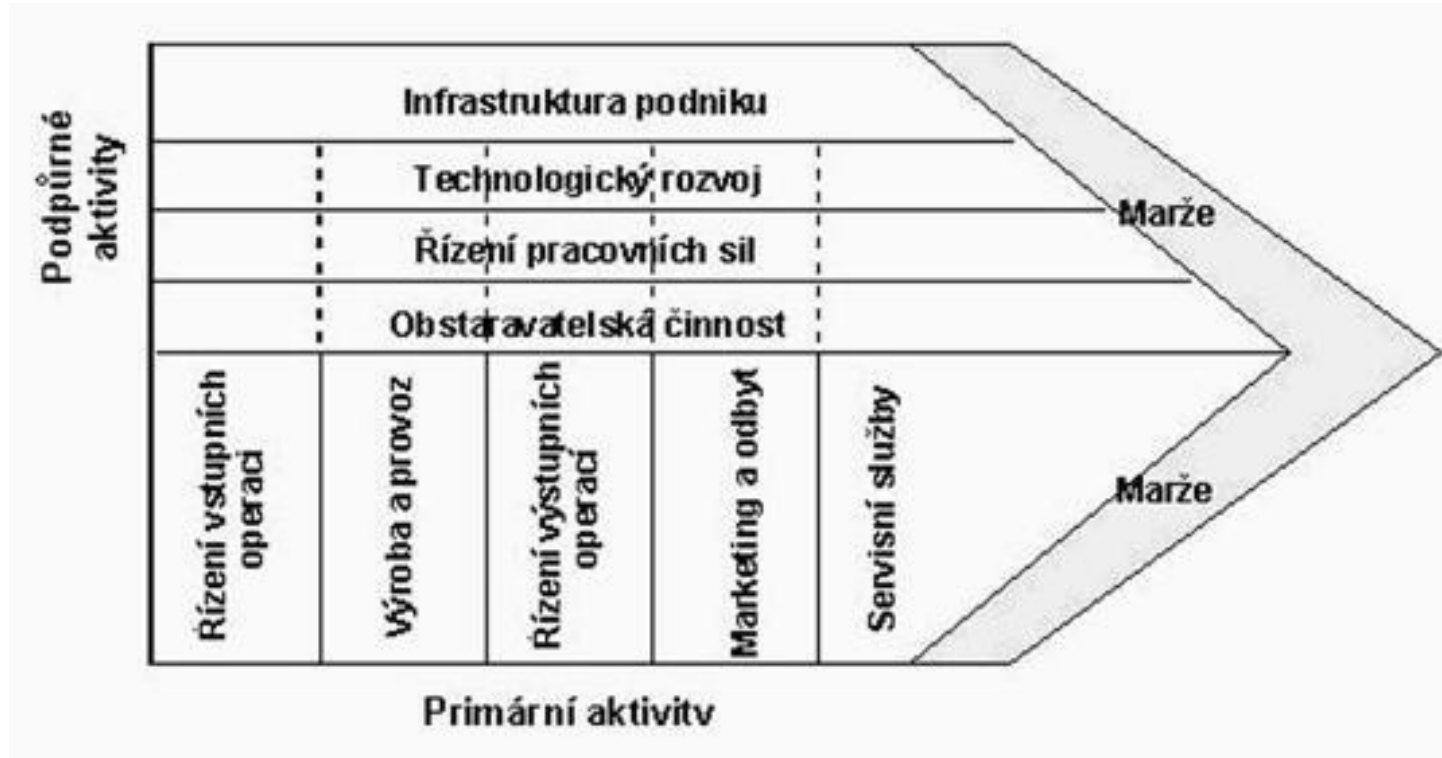 Podpůrné
aktivity
Infrastruktura podniku
Technologický rozvoj
Řízení pracovních sil
Obstaravatelská činnost
Marže
Řízení vstupních
operací
Výroba a provoz
Řízení výstupních
operací
Marketing a odbyt
Servisní služby
Marže
Primární aktivity